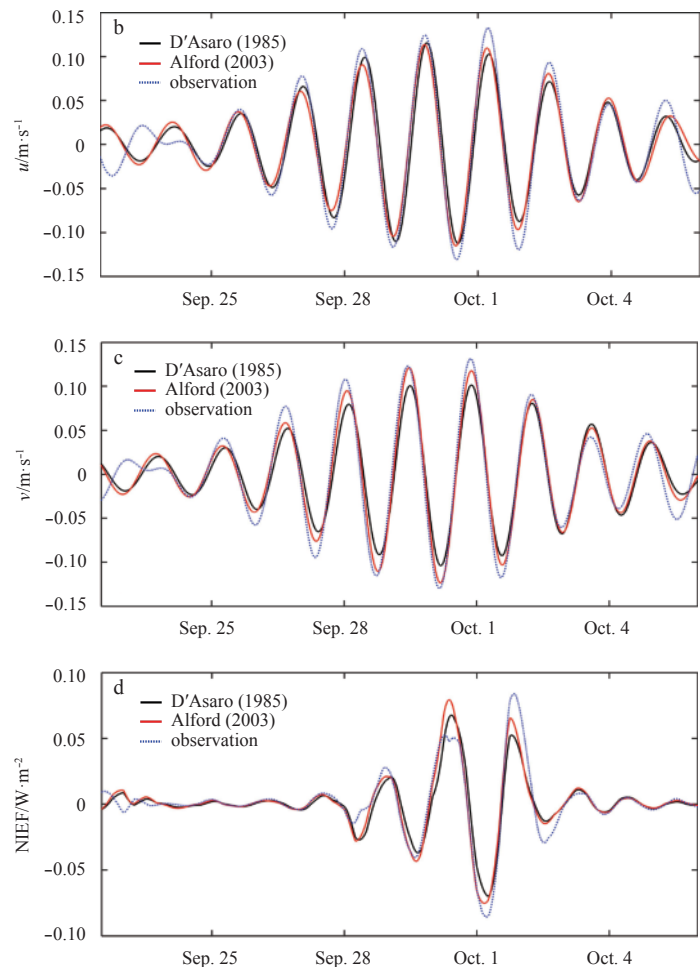 b
D′Asaro (1985)
Alford (2003)
observation
u/m·s⁻¹
0.15
0.10
0.05
0
−0.05
−0.10
−0.15
Sep. 25 Sep. 28 Oct. 1 Oct. 4
c
D′Asaro (1985)
Alford (2003)
observation
v/m·s⁻¹
0.15
0.10
0.05
0
−0.05
−0.10
−0.15
Sep. 25 Sep. 28 Oct. 1 Oct. 4
d
D′Asaro (1985)
Alford (2003)
observation
NIEF/W·m⁻²
0.10
0.05
0
−0.05
−0.10
Sep. 25 Sep. 28 Oct. 1 Oct. 4